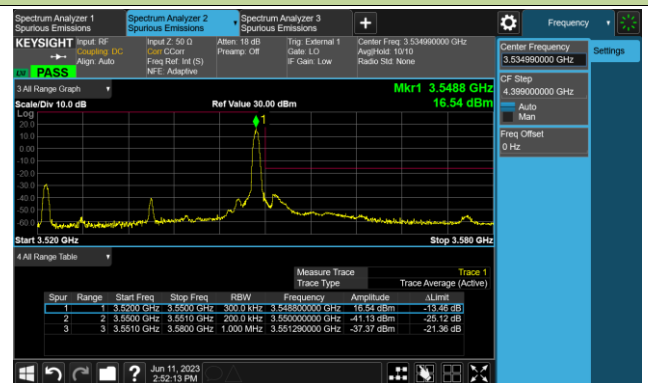 Spectrum Analyzer 1
Spurious Emissions
Spectrum Analyzer 2
Spurious Emissions
Spectrum Analyzer 3
Spurious Emissions
Frequency
KEYSIGHT
Input: RF
Coupling: DC
Align: Auto
Input Z: 50 Ω
Corr CCorr
Freq Ref: Int (S)
NFE: Adaptive
Atten: 18 dB
Preamp: Off
Trig: External 1
Gate: LO
IF Gain: Low
Center Freq: 3.534990000 GHz
Avg|Hold: 10/10
Radio Std: None
PASS
Center Frequency
3.534990000 GHz
Settings
CF Step
4.399000000 GHz
Auto
Man
Freq Offset
0 Hz
3 All Range Graph
Mkr1 3.5488 GHz
16.54 dBm
Scale/Div 10.0 dB
Ref Value 30.00 dBm
Log
20.0
10.0
0.00
-10.0
-20.0
-30.0
-40.0
-50.0
-60.0
1
Start 3.520 GHz
Stop 3.580 GHz
4 All Range Table
Measure Trace Trace 1
Trace Type Trace Average (Active)
Spur Range Start Freq Stop Freq RBW Frequency Amplitude ΔLimit
1 1 3.5200 GHz 3.5500 GHz 300.0 kHz 3.548800000 GHz 16.54 dBm -13.46 dB
2 2 3.5500 GHz 3.5510 GHz 200.0 kHz 3.550000000 GHz -41.13 dBm -25.12 dB
3 3 3.5510 GHz 3.5800 GHz 1.000 MHz 3.551290000 GHz -37.37 dBm -21.36 dB
?
Jun 11, 2023
2:52:13 PM